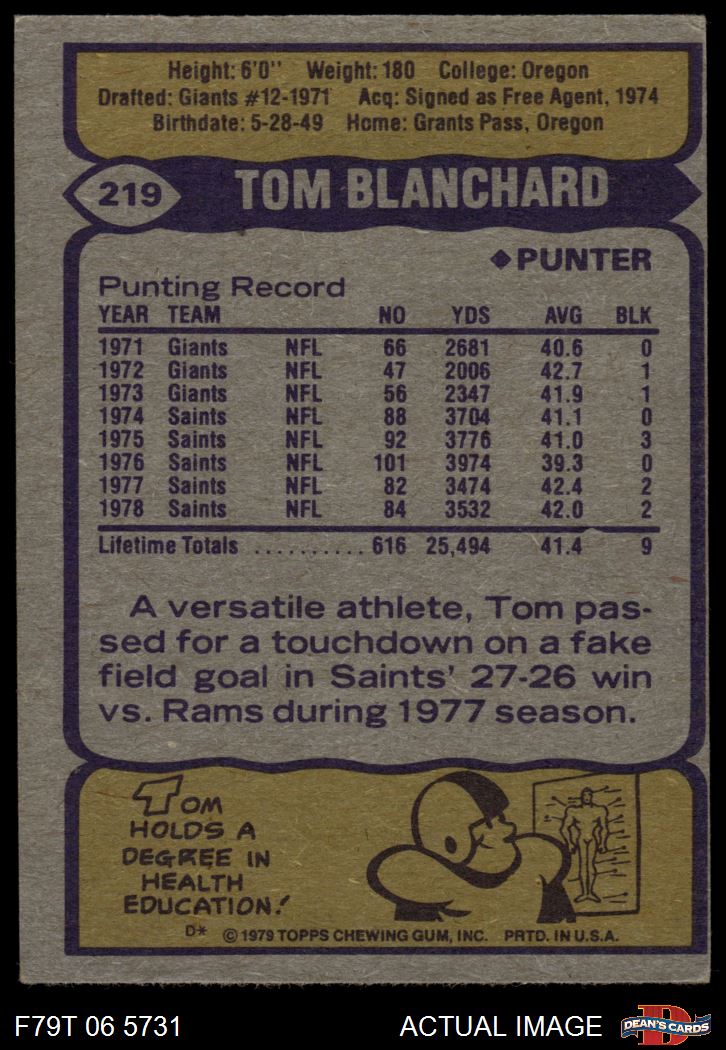 Height: 6'0" Weight: 180 College: Oregon
Drafted: Giants #12-1971 Acq: Signed as Free Agent, 1974
Birthdate: 5-28-49 Home: Grants Pass, Oregon
219 TOM BLANCHARD
◆PUNTER
Punting Record
YEAR TEAM NO YDS AVG BLK
1971 Giants NFL 66 2681 40.6 0
1972 Giants NFL 47 2006 42.7 1
1973 Giants NFL 56 2347 41.9 1
1974 Saints NFL 88 3704 41.1 0
1975 Saints NFL 92 3776 41.0 3
1976 Saints NFL 101 3974 39.3 0
1977 Saints NFL 82 3474 42.4 2
1978 Saints NFL 84 3532 42.0 2
Lifetime Totals .......... 616 25,494 41.4 9
A versatile athlete, Tom pas-
sed for a touchdown on a fake
field goal in Saints' 27-26 win
vs. Rams during 1977 season.
TOM
HOLDS A
DEGREE IN
HEALTH
EDUCATION!
D* © 1979 TOPPS CHEWING GUM, INC. PRTD. IN U.S.A.
F79T 06 5731 ACTUAL IMAGE D DEAN'S CARDS